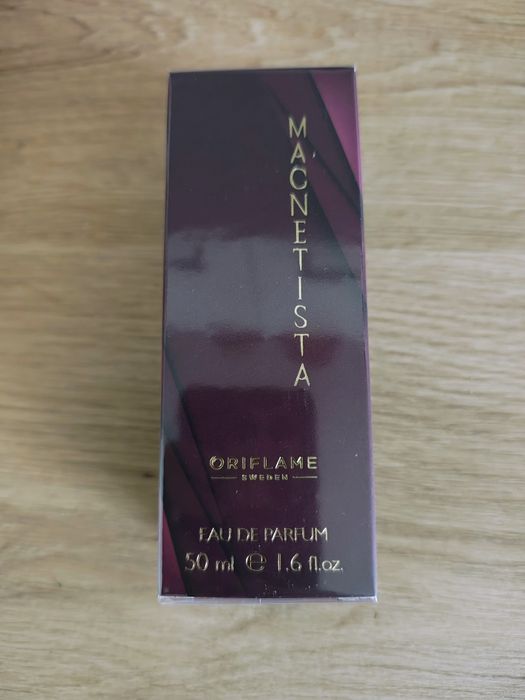 MAGNETISTA
ORIFLAME
SWEDEN
EAU DE PARFUM
50 ml ℮ 1.6 fl.oz.